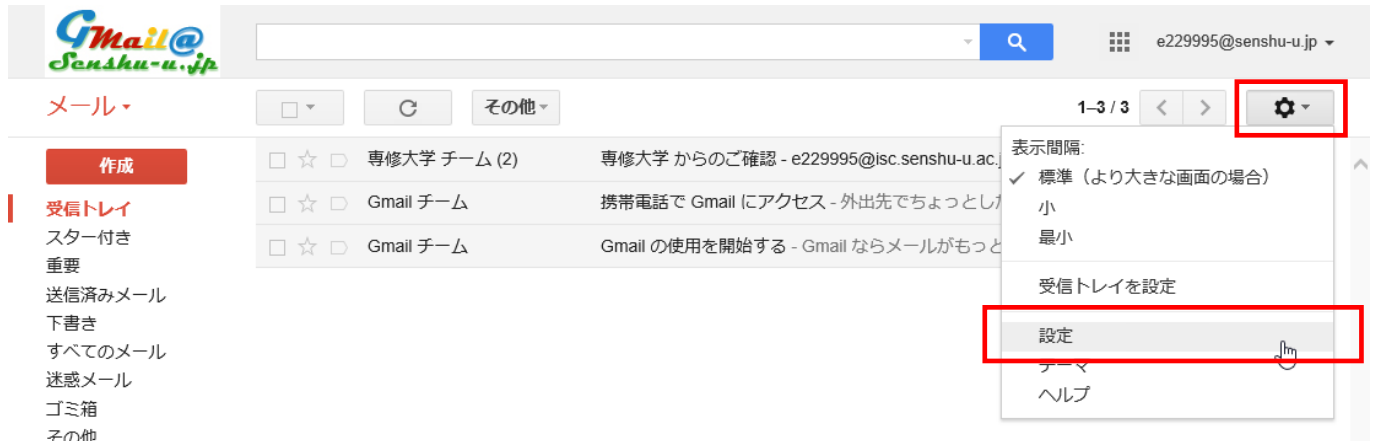 GMail@
Senshu-u.jp
e229995@senshu-u.jp
メール
その他
1–3 / 3
作成
受信トレイ
スター付き
重要
送信済みメール
下書き
すべてのメール
迷惑メール
ゴミ箱
その他
専修大学 チーム (2) 専修大学 からのご確認 - e229995@isc.senshu-u.ac.j
Gmail チーム 携帯電話で Gmail にアクセス - 外出先でちょっとした
Gmail チーム Gmail の使用を開始する - Gmail ならメールがもっと
表示間隔:
✓ 標準（より大きな画面の場合）
小
最小
受信トレイを設定
設定
テーマ
ヘルプ